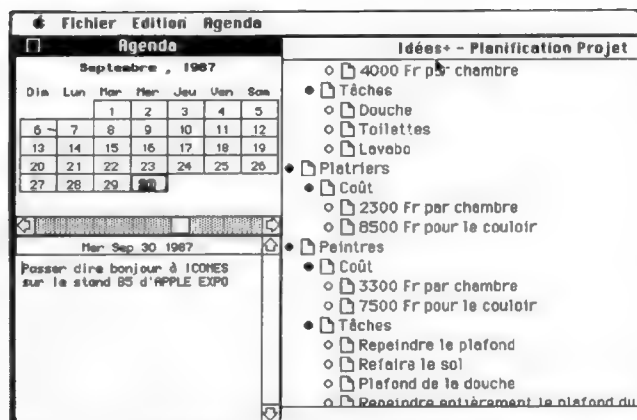 Fichier Edition Agenda
Agenda
Septembre , 1987
Dim Lun Mar Mer Jeu Ven Sam
1 2 3 4 5
6 7 8 9 10 11 12
13 14 15 16 17 18 19
20 21 22 23 24 25 26
27 28 29 30
Mer Sep 30 1987
Passer dire bonjour à ICONES
sur le stand B5 d'APPLE EXPO
Idées+ - Planification Projet
4000 Fr par chambre
Tâches
Douche
Toilettes
Lavabo
Platriers
Coût
2300 Fr par chambre
8500 Fr pour le couloir
Peintres
Coût
3300 Fr par chambre
7500 Fr pour le couloir
Tâches
Repeindre le plafond
Refaire le sol
Plafond de la douche
Repeindre entièrement le plafond du